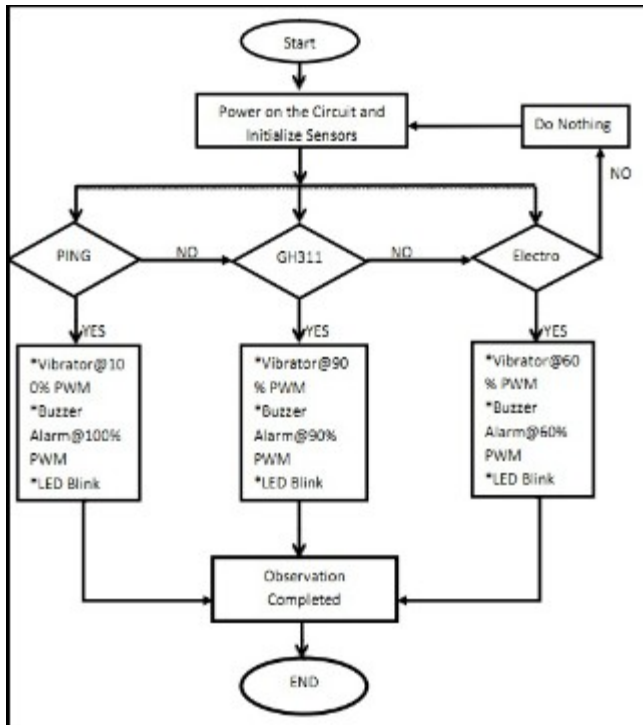 Start
Power on the Circuit and
Initialize Sensors
Do Nothing
NO
PING
NO
GH311
NO
Electro
YES
YES
YES
*Vibrator@10
0% PWM
*Buzzer
Alarm@100%
PWM
*LED Blink
*Vibrator@90
% PWM
*Buzzer
Alarm@90%
PWM
*LED Blink
*Vibrator@60
% PWM
*Buzzer
Alarm@60%
PWM
*LED Blink
Observation
Completed
END